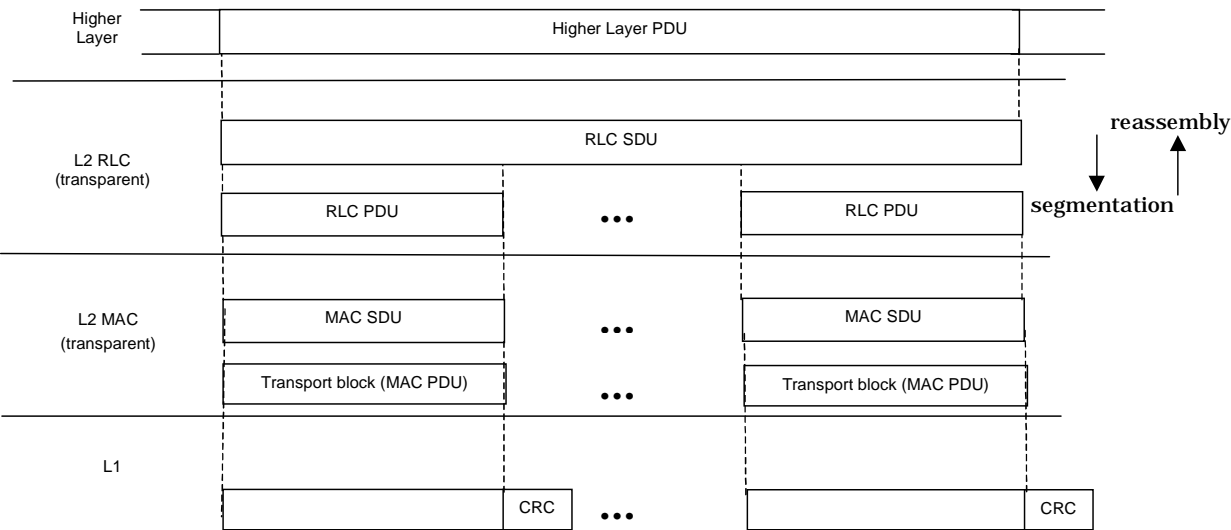 Higher
Layer
Higher Layer PDU
RLC SDU
reassembly
L2 RLC
(transparent)
RLC PDU
•••
RLC PDU
segmentation
L2 MAC
(transparent)
MAC SDU
•••
MAC SDU
Transport block (MAC PDU)
•••
Transport block (MAC PDU)
L1
CRC
•••
CRC